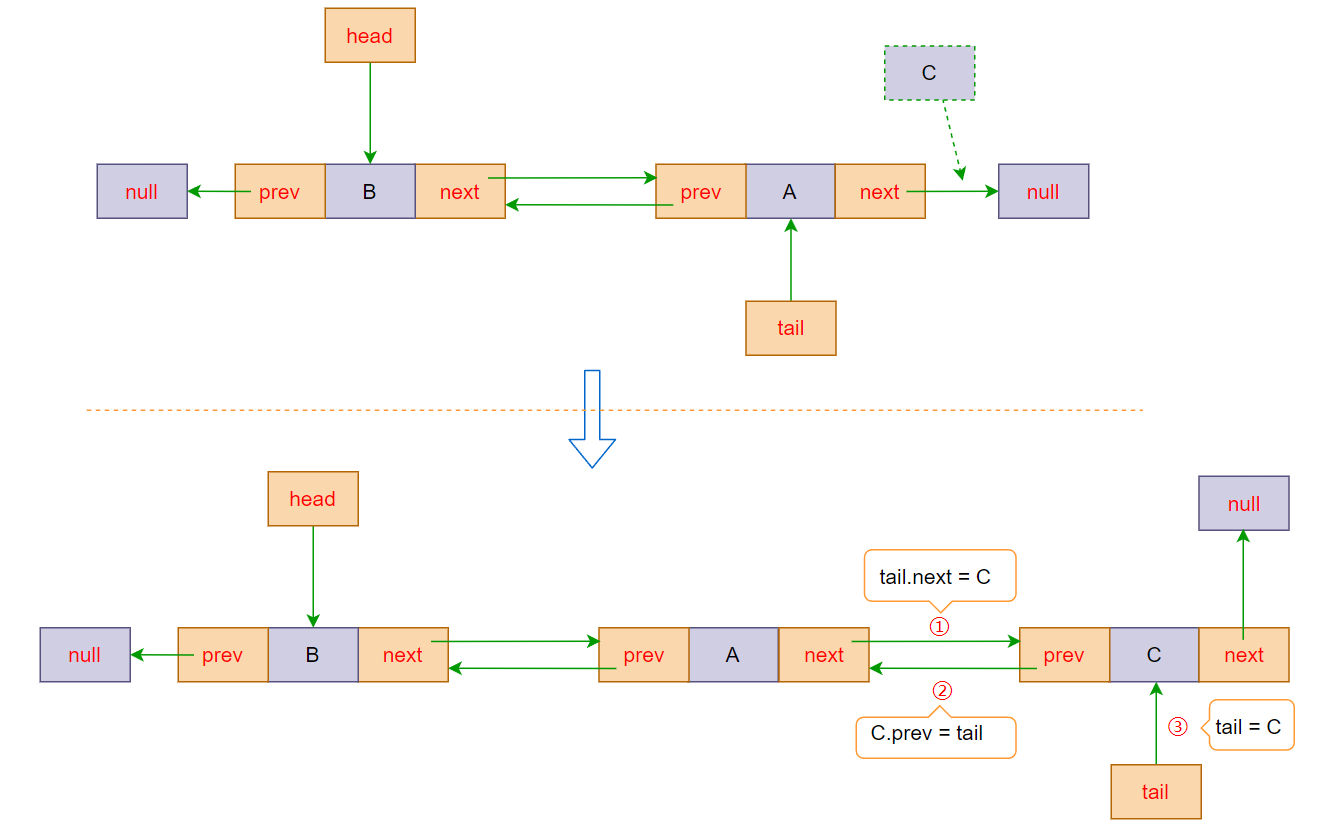 head
C
null
prev
B
next
prev
A
next
null
tail
head
null
tail.next = C
①
null
prev
B
next
prev
A
next
prev
C
next
②
C.prev = tail
③
tail = C
tail